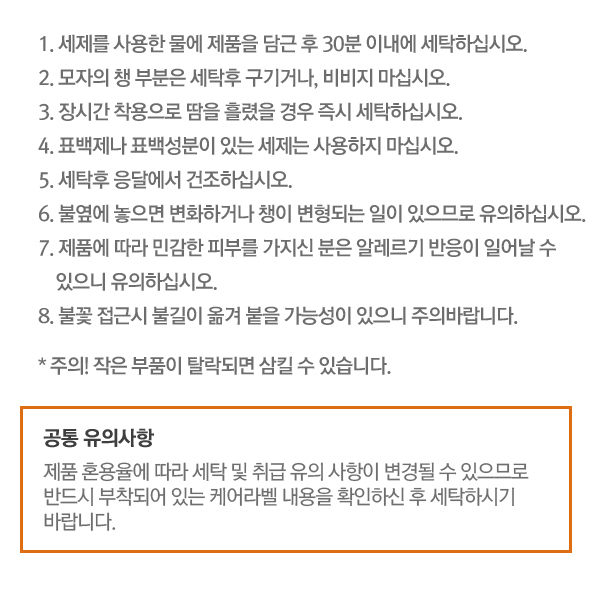 1. 세제를 사용한 물에 제품을 담근 후 30분 이내에 세탁하십시오.
2. 모자의 챙 부분은 세탁후 구기거나, 비비지 마십시오.
3. 장시간 착용으로 땀을 흘렸을 경우 즉시 세탁하십시오.
4. 표백제나 표백성분이 있는 세제는 사용하지 마십시오.
5. 세탁후 응달에서 건조하십시오.
6. 불옆에 놓으면 변화하거나 챙이 변형되는 일이 있으므로 유의하십시오.
7. 제품에 따라 민감한 피부를 가지신 분은 알레르기 반응이 일어날 수
있으니 유의하십시오.
8. 불꽃 접근시 불길이 옮겨 붙을 가능성이 있으니 주의바랍니다.
* 주의! 작은 부품이 탈락되면 삼킬 수 있습니다.
공통 유의사항
제품 혼용율에 따라 세탁 및 취급 유의 사항이 변경될 수 있으므로
반드시 부착되어 있는 케어라벨 내용을 확인하신 후 세탁하시기
바랍니다.